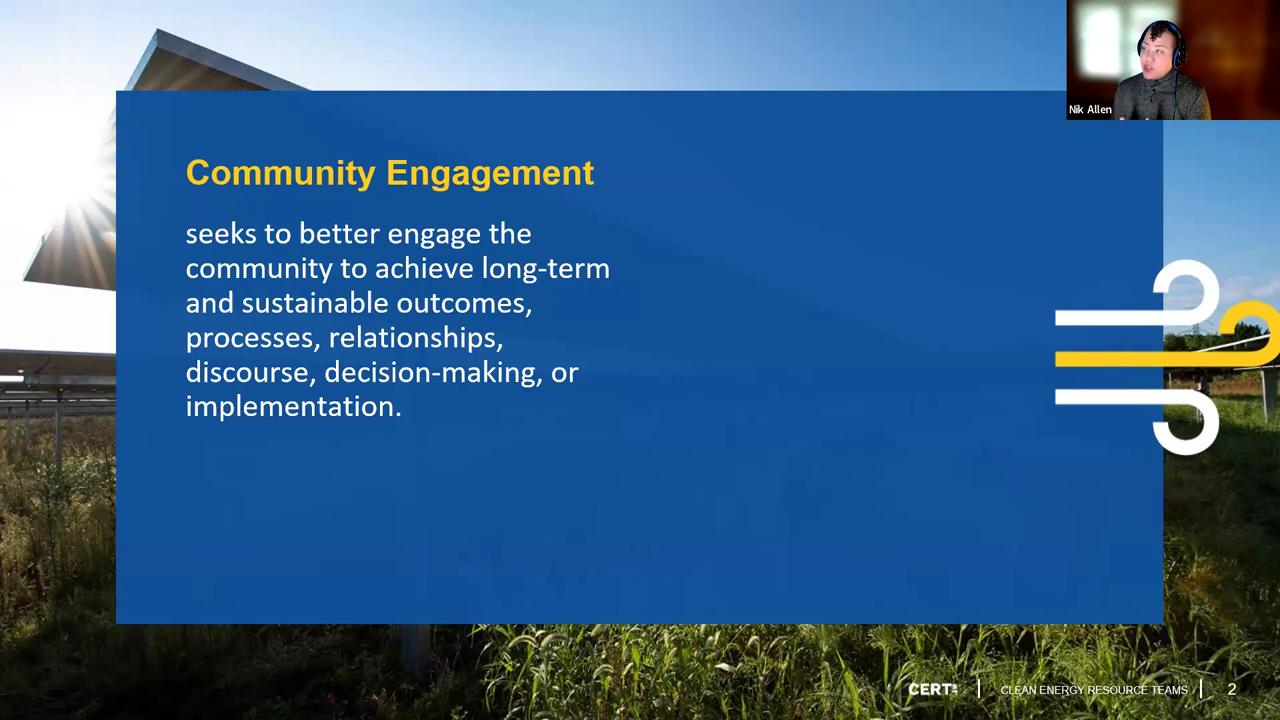 Nik Allen
Community Engagement
seeks to better engage the
community to achieve long-term
and sustainable outcomes,
processes, relationships,
discourse, decision-making, or
implementation.
CERTs | CLEAN ENERGY RESOURCE TEAMS | 2